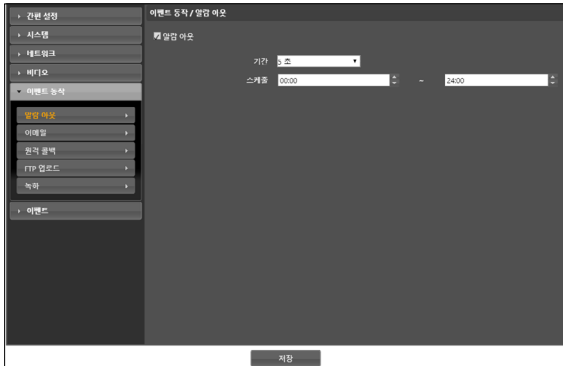 간편 설정
시스템
네트워크
비디오
이벤트 동작
알람 아웃
이메일
원격 콜백
FTP 업로드
녹화
이벤트
이벤트 동작 / 알람 아웃
알람 아웃
기간 5 초
스케줄 00:00 ~ 24:00
저장